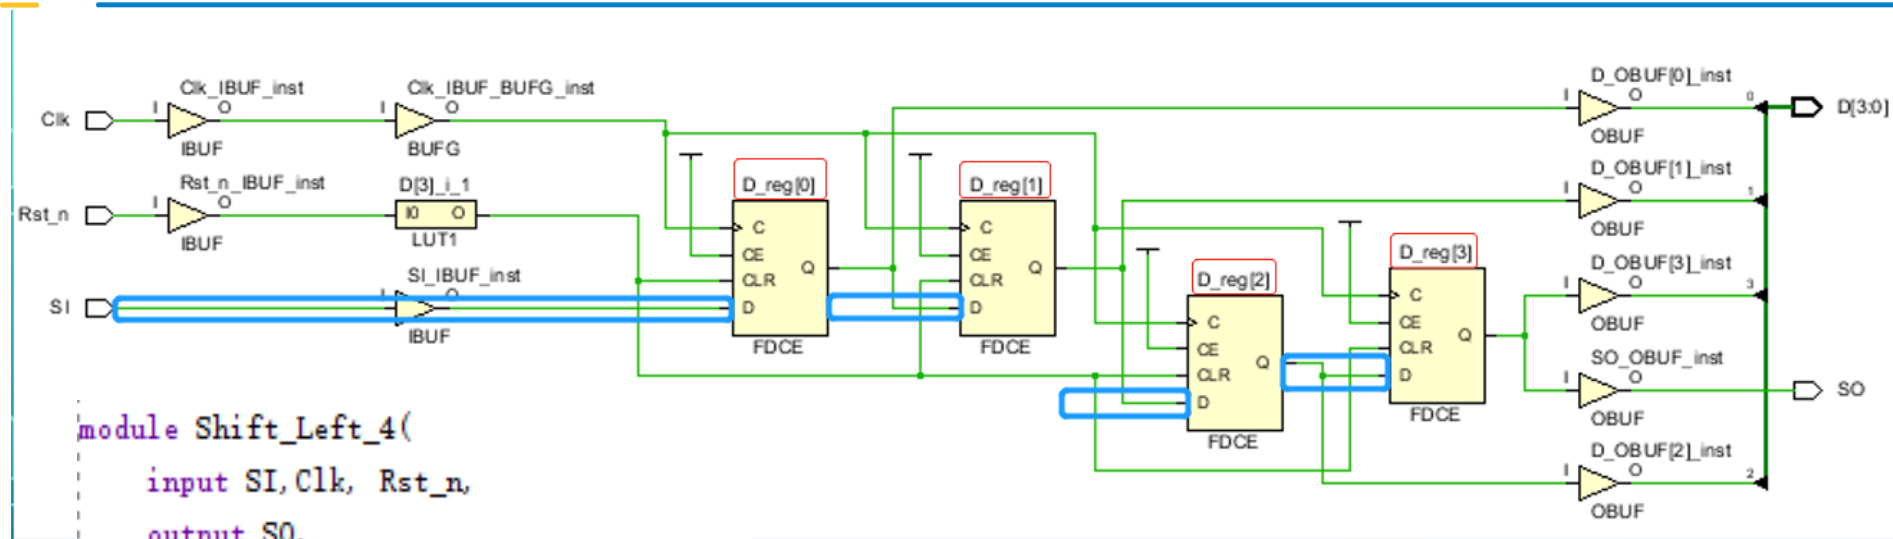 Clk
Clk_IBUF_inst
I
O
IBUF
Clk_IBUF_BUFG_inst
I
O
BUFG
Rst_n
Rst_n_IBUF_inst
I
O
IBUF
D[3]_i_1
I0
O
LUT1
SI
SI_IBUF_inst
I
O
IBUF
D_reg[0]
C
CE
CLR
D
Q
FDCE
D_reg[1]
C
CE
CLR
D
Q
FDCE
D_reg[2]
C
CE
CLR
D
Q
FDCE
D_reg[3]
C
CE
CLR
D
Q
FDCE
D_OBUF[0]_inst
I
O
OBUF
0
D[3:0]
D_OBUF[1]_inst
I
O
OBUF
1
D_OBUF[3]_inst
I
O
OBUF
3
SO_OBUF_inst
I
O
OBUF
SO
D_OBUF[2]_inst
I
O
OBUF
2
module Shift_Left_4(
input SI,Clk, Rst_n,
output SO,